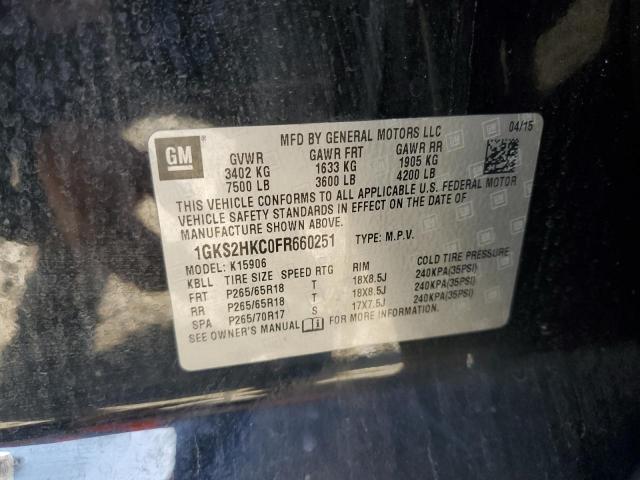 GM
MFD BY GENERAL MOTORS LLC
04/15
GVWR GAWR FRT GAWR RR
3402 KG 1633 KG 1905 KG
7500 LB 3600 LB 4200 LB
THIS VEHICLE CONFORMS TO ALL APPLICABLE U.S. FEDERAL MOTOR
VEHICLE SAFETY STANDARDS IN EFFECT ON THE DATE OF
MANUFACTURE SHOWN ABOVE.
1GKS2HKC0FR660251 TYPE: M.P.V.
MODEL: K15906
KBLL TIRE SIZE SPEED RTG RIM COLD TIRE PRESSURE
FRT P265/65R18 T 18X8.5J 240KPA(35PSI)
RR P265/65R18 T 18X8.5J 240KPA(35PSI)
SPA P265/70R17 S 17X7.5J 240KPA(35PSI)
SEE OWNER'S MANUAL FOR MORE INFORMATION.